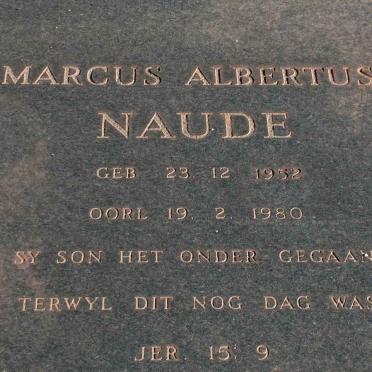 MARCUS ALBERTUS
NAUDE
GEB 23. 12 1952
OORL 19. 2. 1980
SY SON HET ONDER GEGAAN
TERWYL DIT NOG DAG WAS
JER. 15: 9